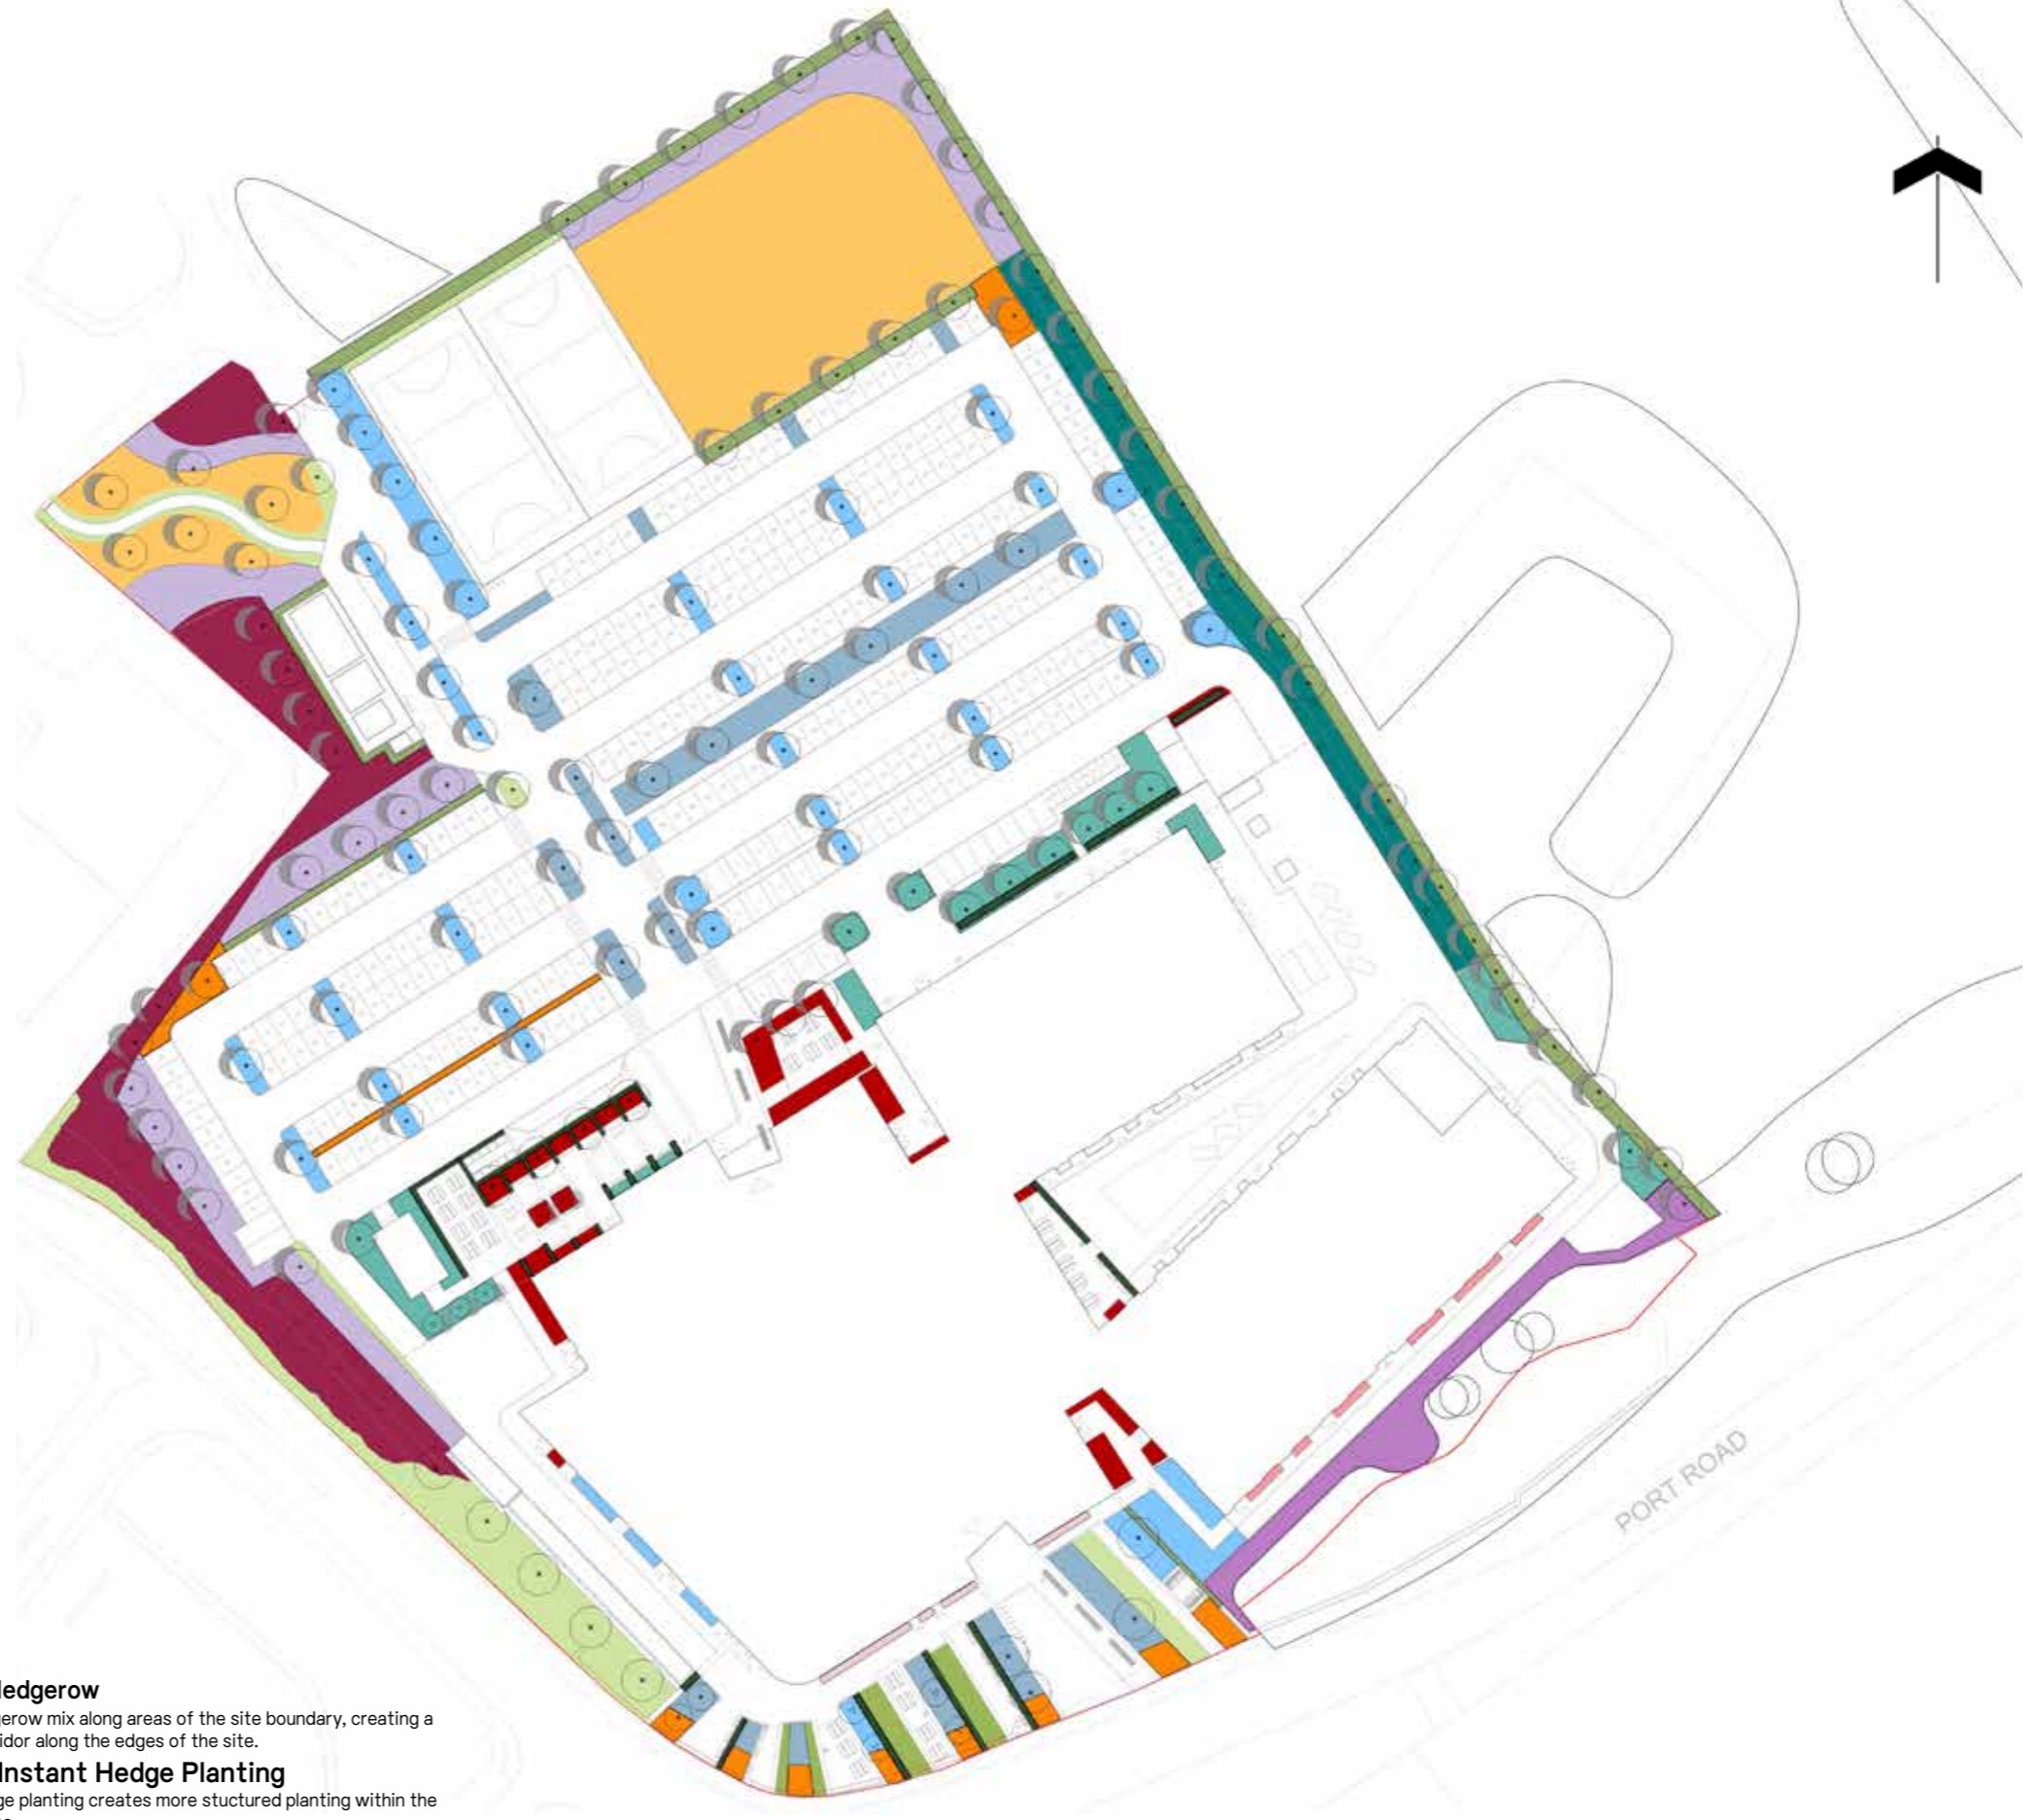 PORT ROAD
ledgerow
erow mix along areas of the site boundary, creating a
idor along the edges of the site.
Instant Hedge Planting
ge planting creates more stuctured planting within the